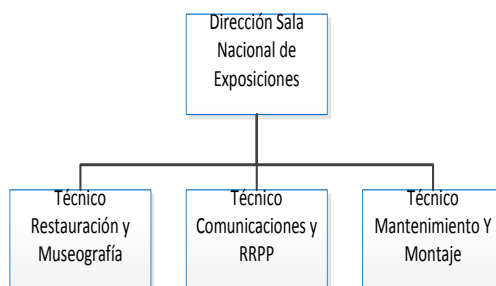 Dirección Sala
Nacional de
Exposiciones
Técnico
Restauración y
Museografía
Técnico
Comunicaciones y
RRPP
Técnico
Mantenimiento Y
Montaje